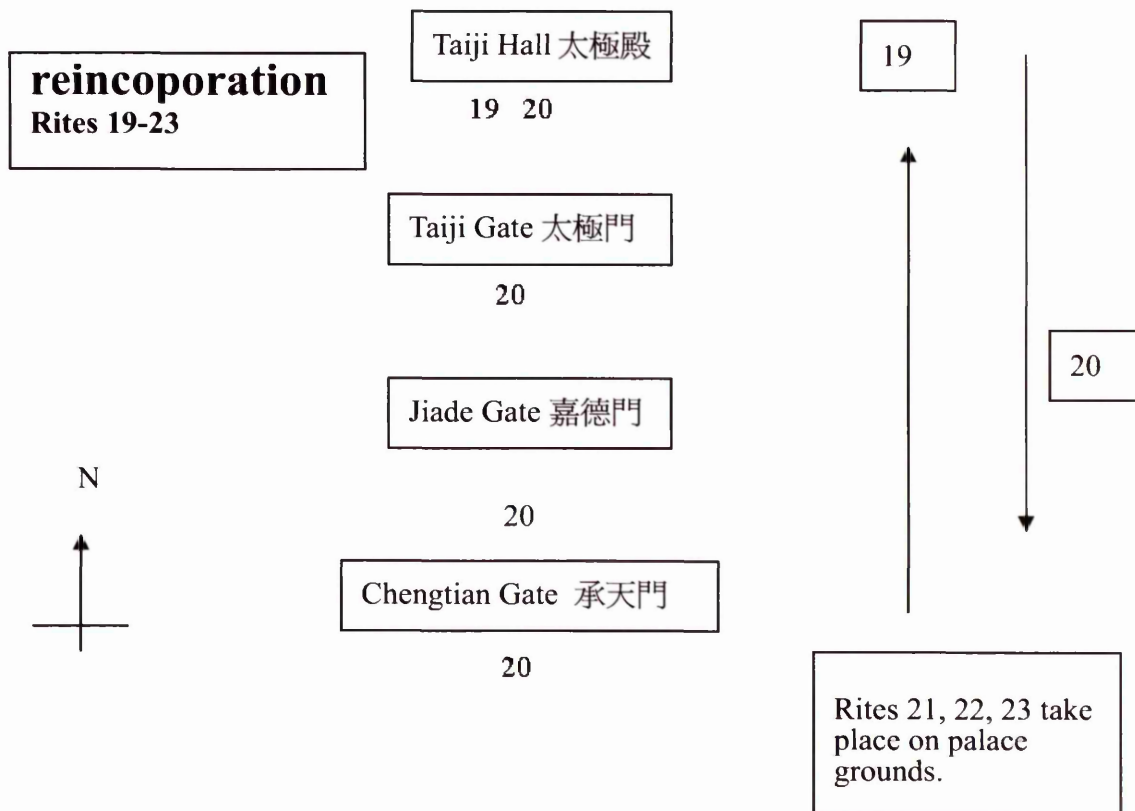 Taiji Hall 太極殿
reincoporation
Rites 19-23
19
19 20
Taiji Gate 太極門
20
20
Jiade Gate 嘉德門
N
20
Chengtian Gate 承天門
20
Rites 21, 22, 23 take
place on palace
grounds.